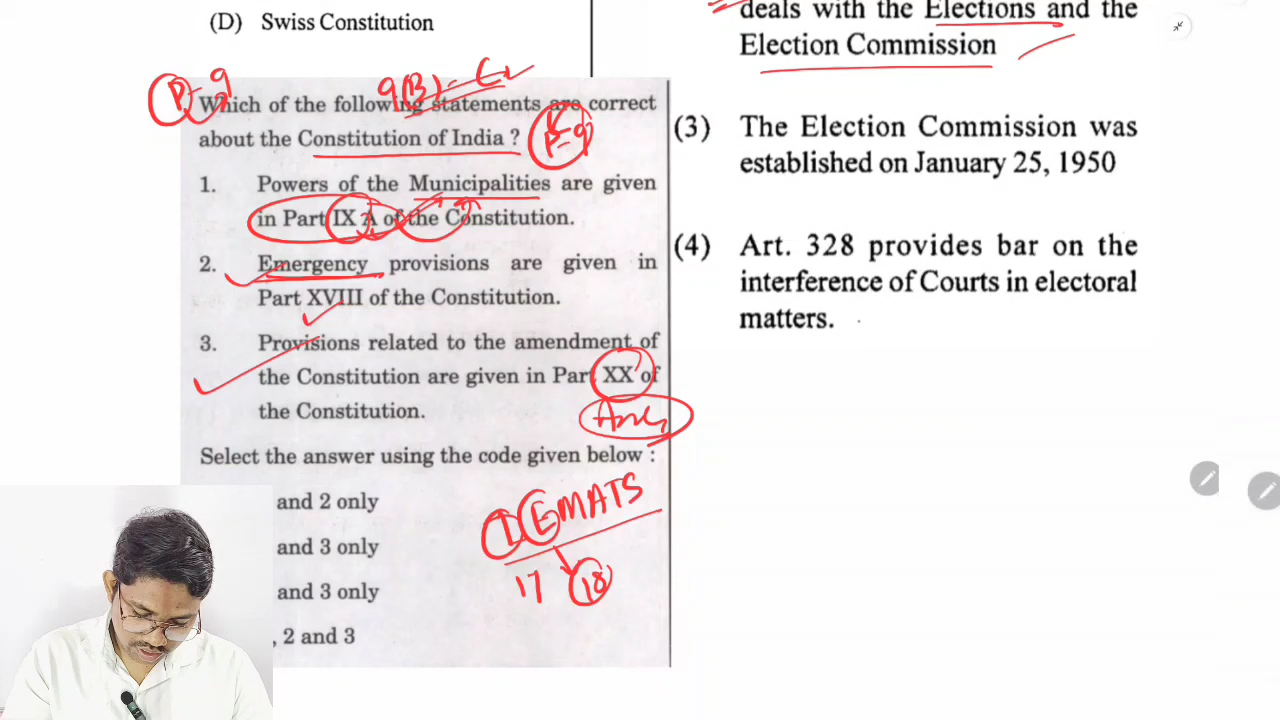 (D) Swiss Constitution
P-9
9(B)-
Which of the following statements are correct
about the Constitution of India ?
P-9
1. Powers of the Municipalities are given
in Part IX A of the Constitution.
2. Emergency provisions are given in
Part XVIII of the Constitution.
3. Provisions related to the amendment of
the Constitution are given in Part XX of
the Constitution.
Select the answer using the code given below :
and 2 only
and 3 only
and 3 only
, 2 and 3
EMATS
17 18
deals with the Elections and the
Election Commission
(3) The Election Commission was
established on January 25, 1950
(4) Art. 328 provides bar on the
interference of Courts in electoral
matters.